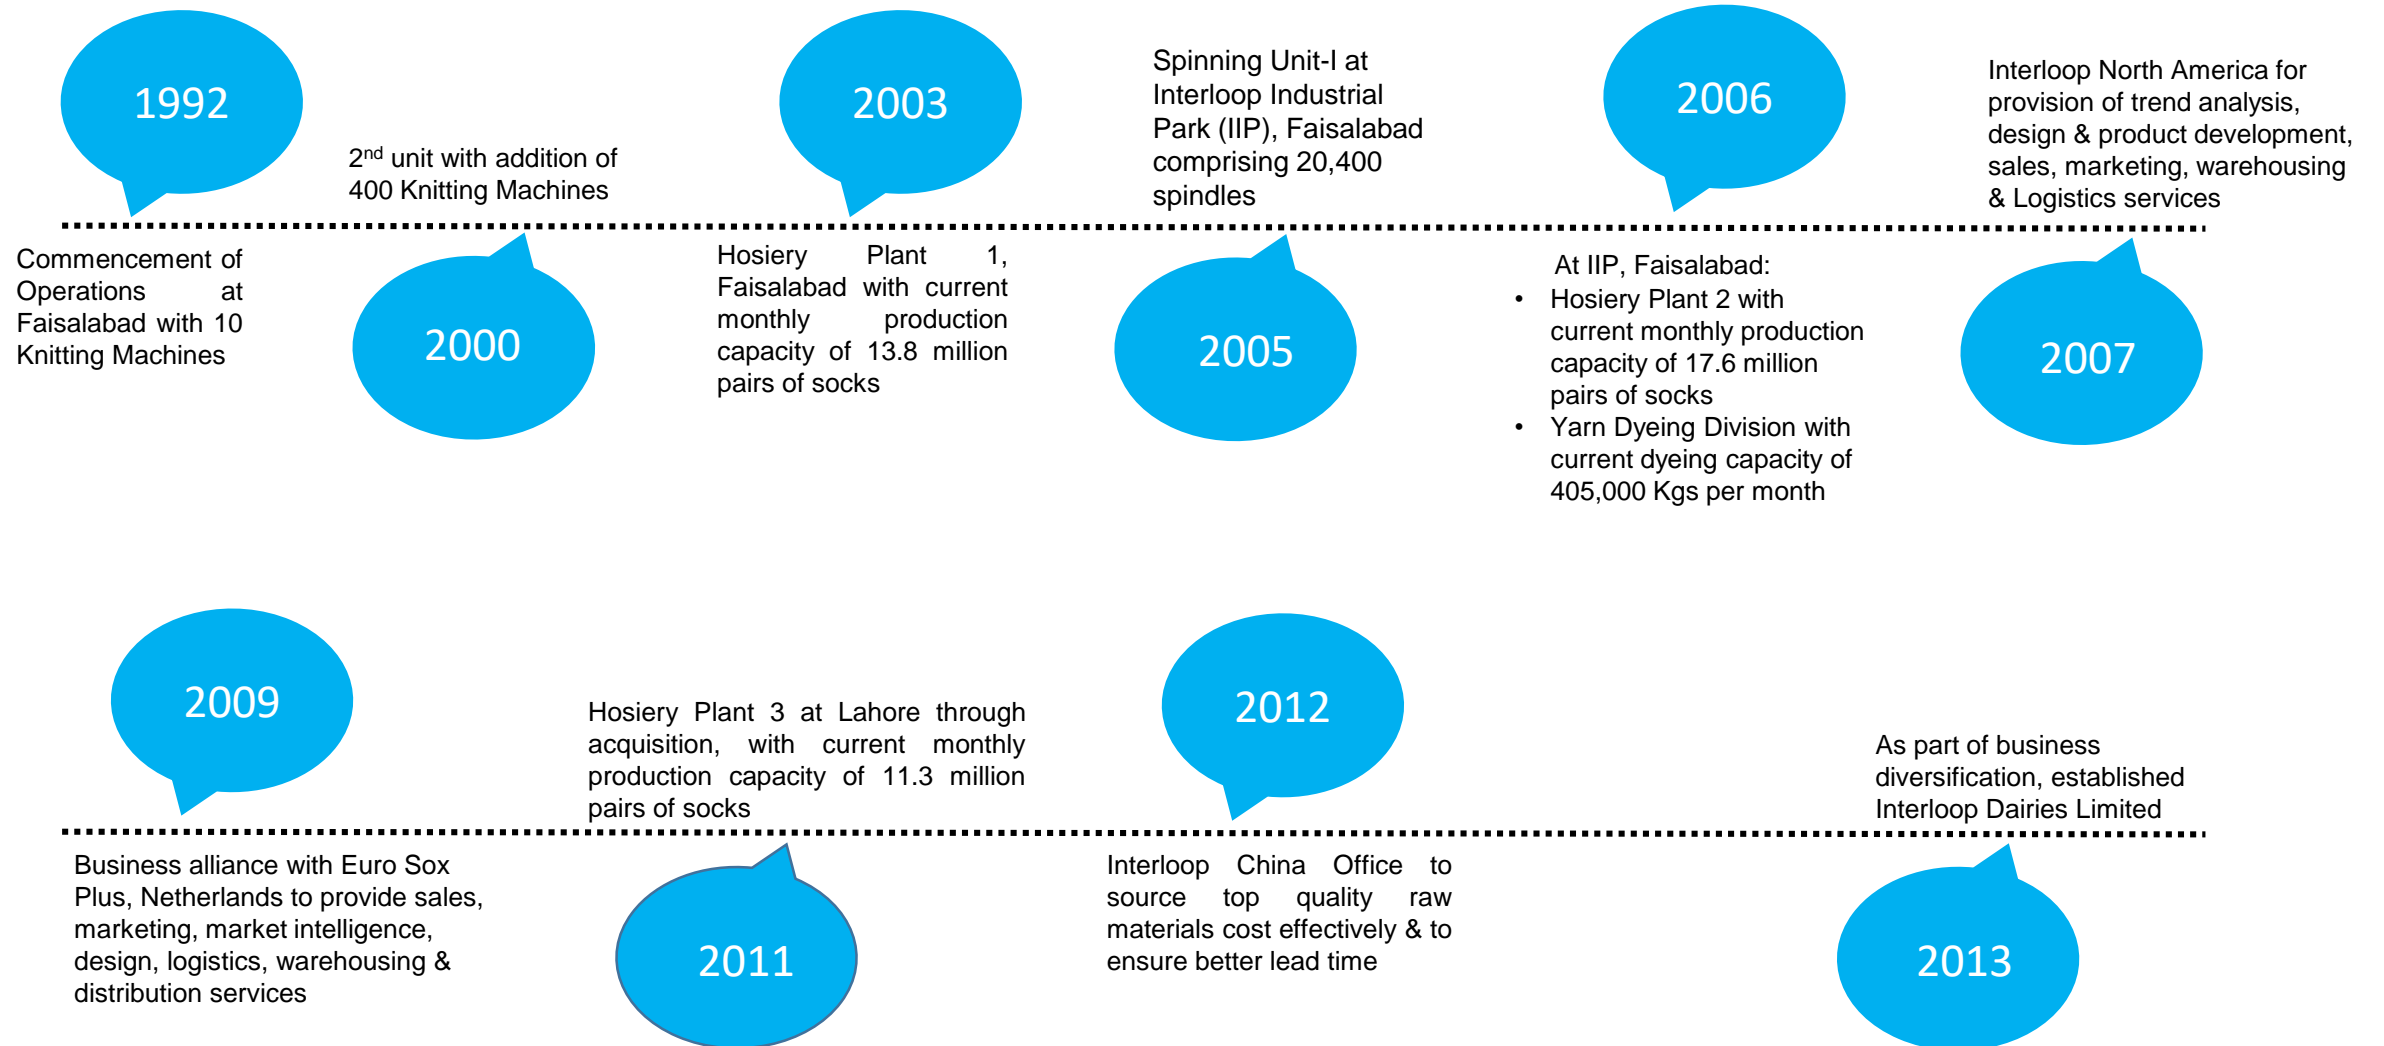 1992
Commencement of
Operations at
Faisalabad with 10
Knitting Machines
2nd unit with addition of
400 Knitting Machines
2000
2003
Hosiery Plant 1,
Faisalabad with current
monthly production
capacity of 13.8 million
pairs of socks
Spinning Unit-I at
Interloop Industrial
Park (IIP), Faisalabad
comprising 20,400
spindles
2005
2006
At IIP, Faisalabad:
• Hosiery Plant 2 with
current monthly production
capacity of 17.6 million
pairs of socks
• Yarn Dyeing Division with
current dyeing capacity of
405,000 Kgs per month
Interloop North America for
provision of trend analysis,
design & product development,
sales, marketing, warehousing
& Logistics services
2007
2009
Business alliance with Euro Sox
Plus, Netherlands to provide sales,
marketing, market intelligence,
design, logistics, warehousing &
distribution services
Hosiery Plant 3 at Lahore through
acquisition, with current monthly
production capacity of 11.3 million
pairs of socks
2011
2012
Interloop China Office to
source top quality raw
materials cost effectively & to
ensure better lead time
As part of business
diversification, established
Interloop Dairies Limited
2013